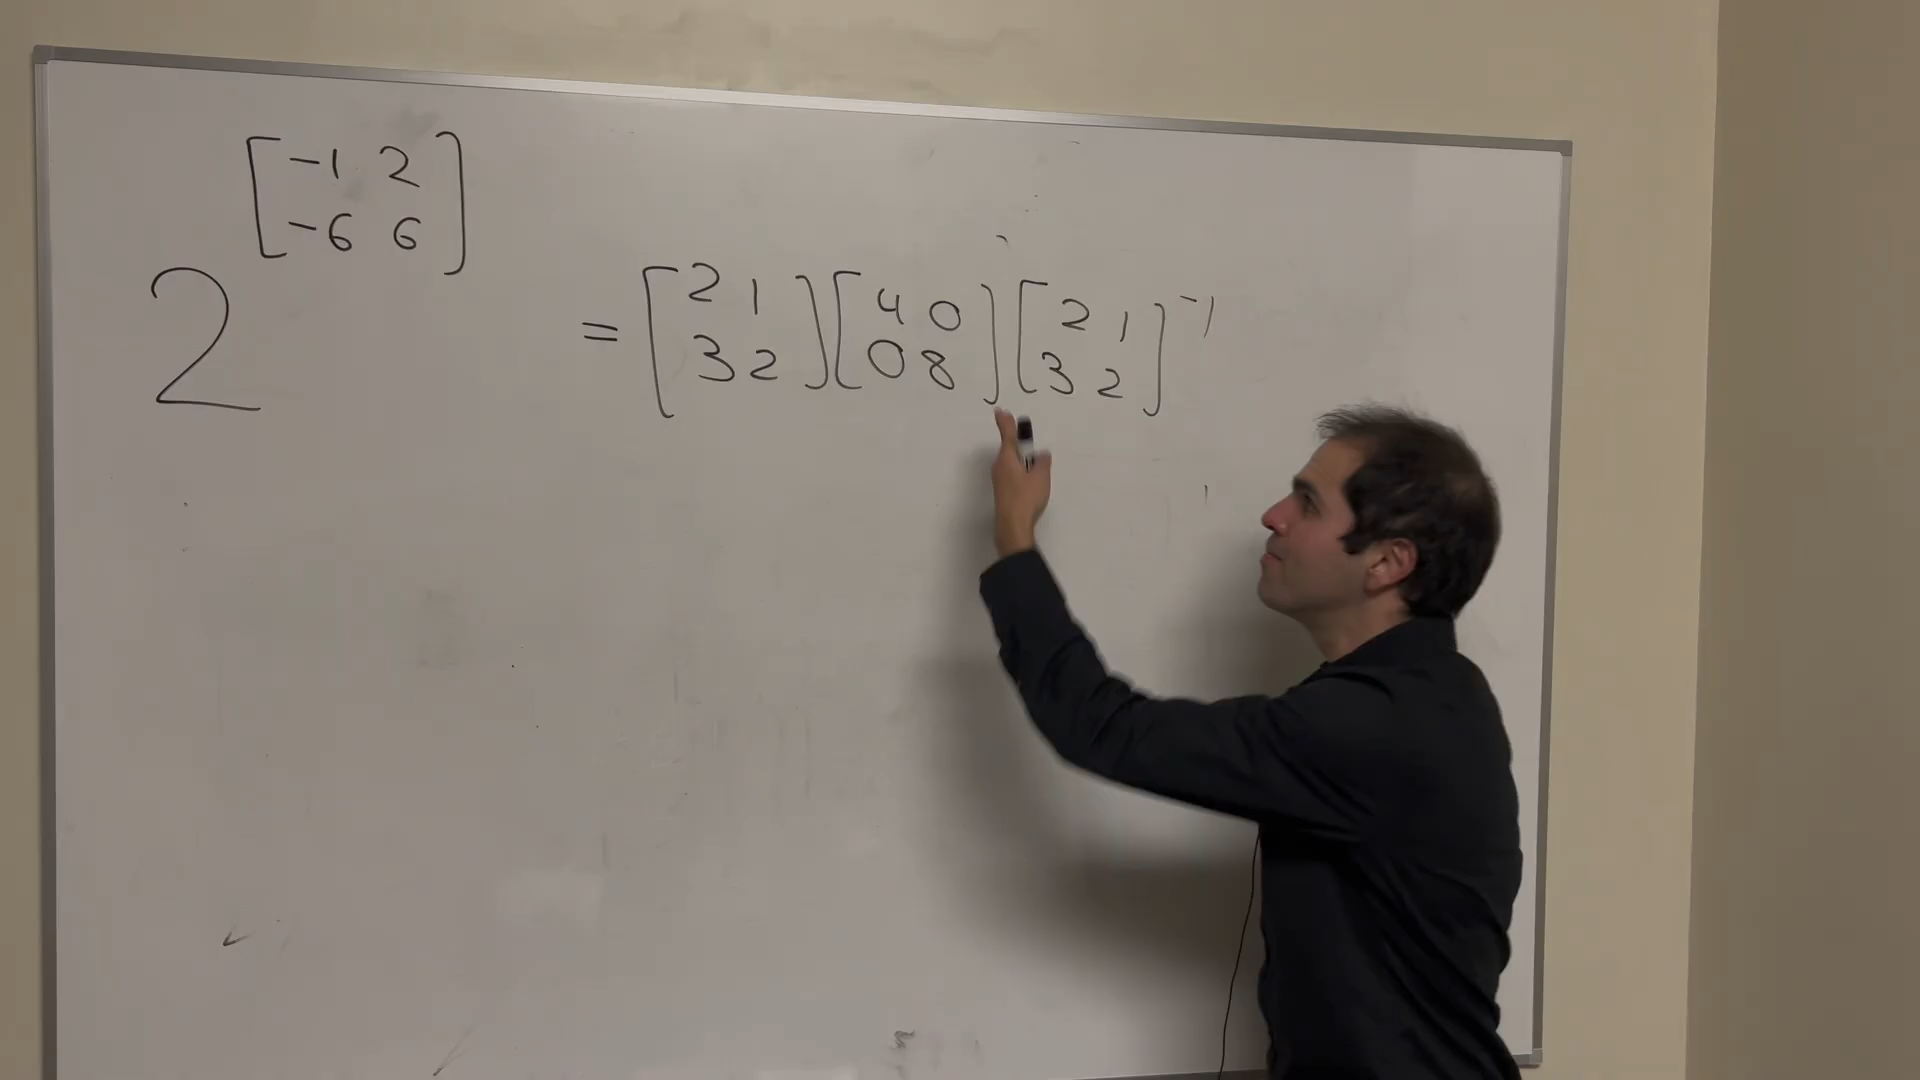 2^[-1 2
-6 6]
= [2 1
3 2] [4 0
0 8] [2 1
3 2]^-1